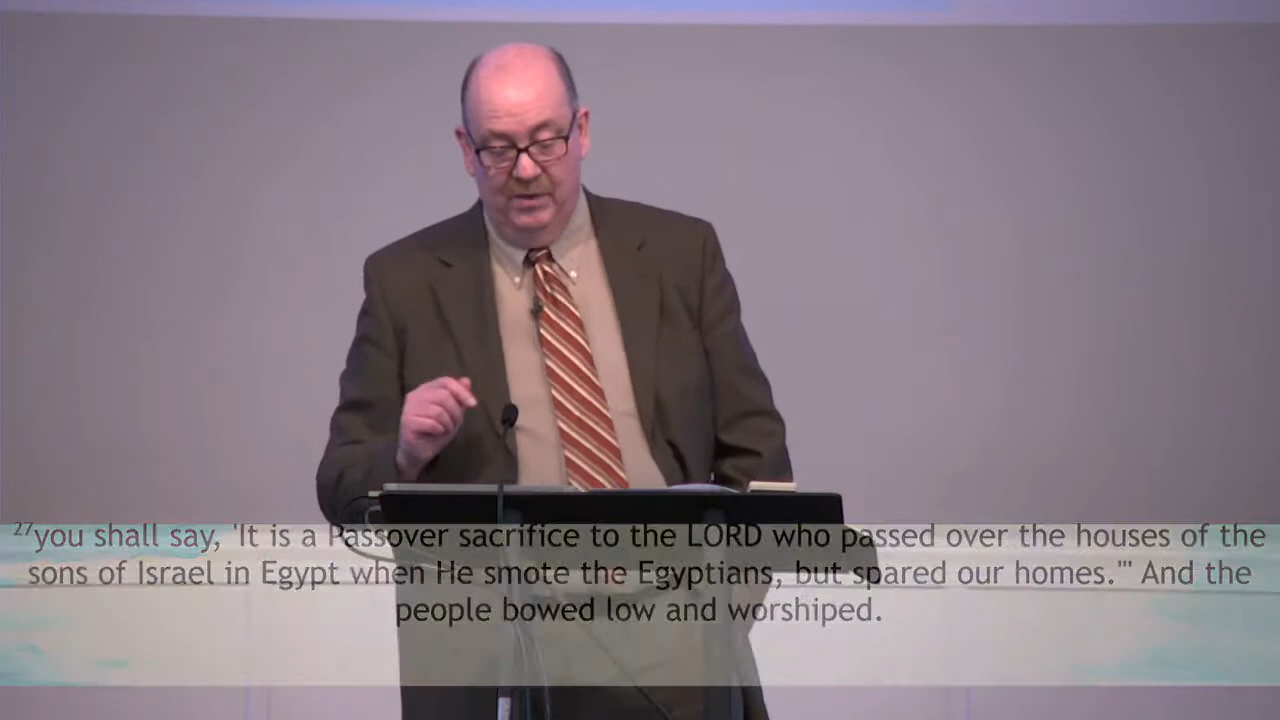 27you shall say, 'It is a Passover sacrifice to the LORD who passed over the houses of the
sons of Israel in Egypt when He smote the Egyptians, but spared our homes.'" And the
people bowed low and worshiped.